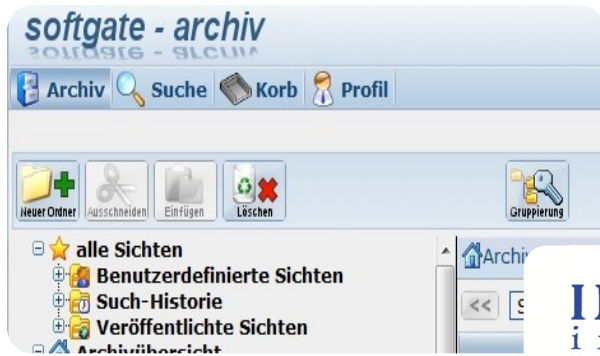 softgate - archiv
Archiv Suche Korb Profil
Neuer Ordner Ausschneiden Einfügen Löschen Gruppierung
alle Sichten
Benutzerdefinierte Sichten
Such-Historie
Veröffentlichte Sichten
Archivübersicht
Archiv
<<